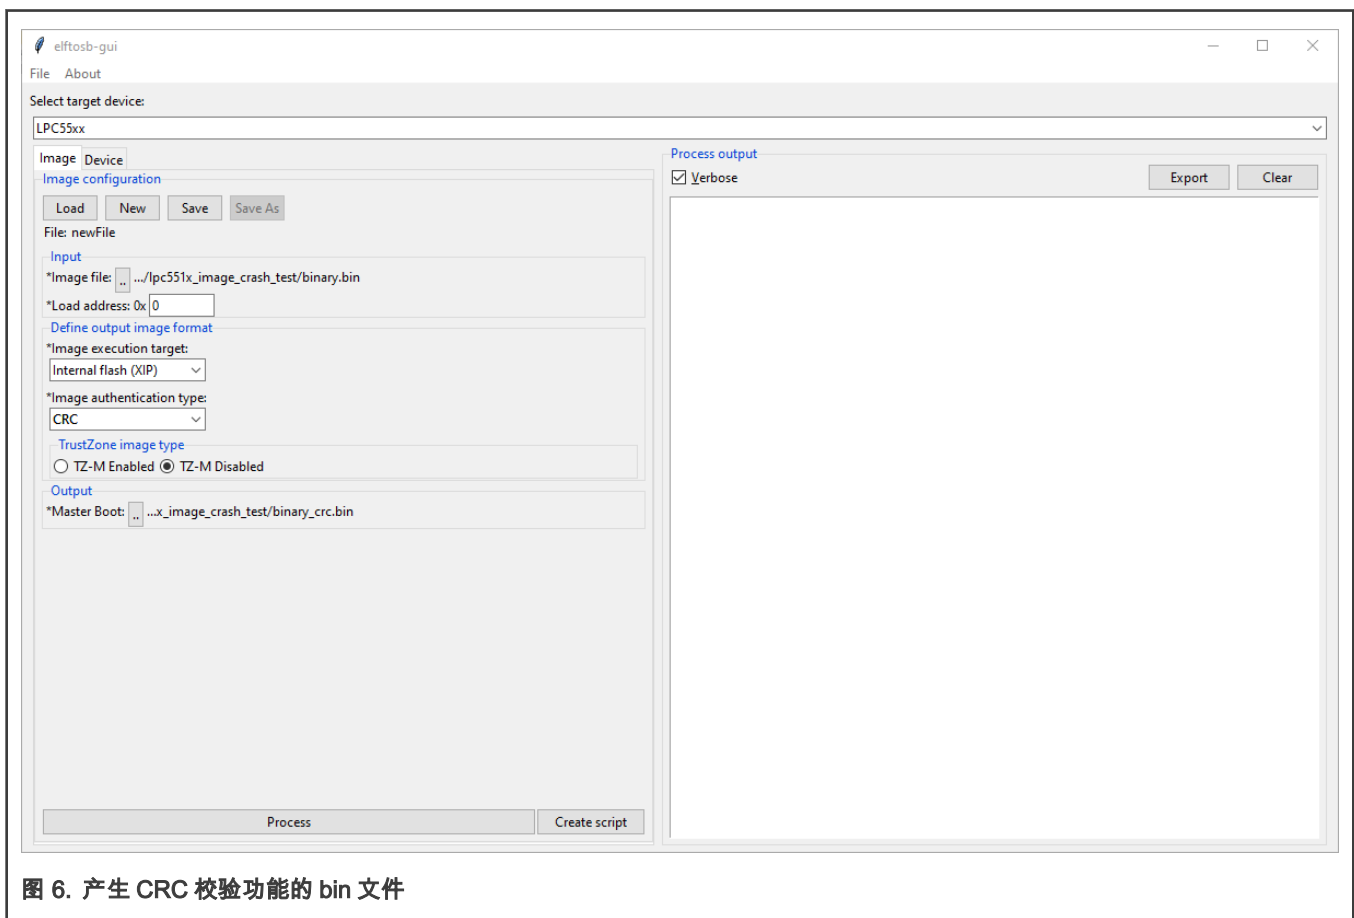 elftosb-gui
File About
Select target device:
LPC55xx
Image Device
Image configuration
Load New Save Save As
File: newFile
Input
*Image file: .. .../lpc551x_image_crash_test/binary.bin
*Load address: 0x 0
Define output image format
*Image execution target:
Internal flash (XIP)
*Image authentication type:
CRC
TrustZone image type
TZ-M Enabled TZ-M Disabled
Output
*Master Boot: .. ...x_image_crash_test/binary_crc.bin
Process Create script
Process output
Verbose Export Clear
图 6. 产生 CRC 校验功能的 bin 文件